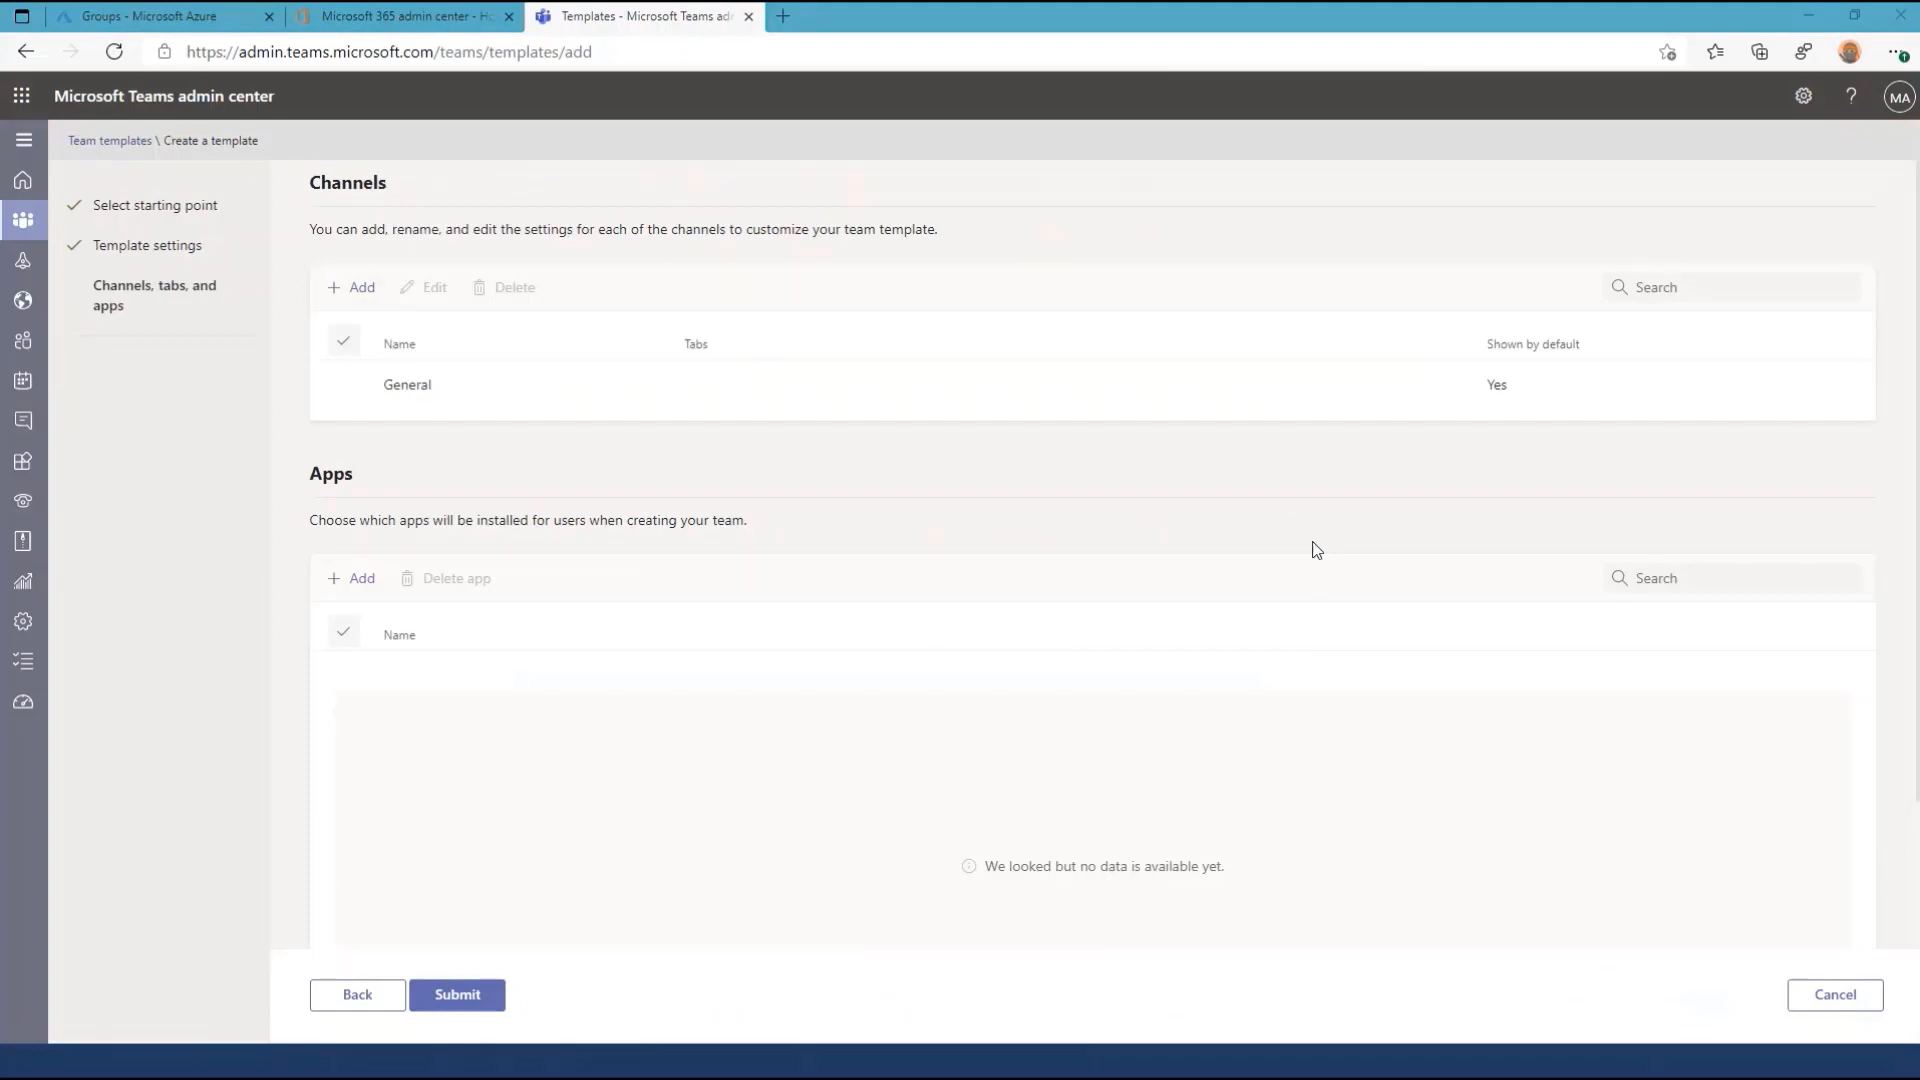 Groups - Microsoft Azure
Microsoft 365 admin center - Ho
Templates - Microsoft Teams ad
https://admin.teams.microsoft.com/teams/templates/add
Microsoft Teams admin center
MA
Team templates \ Create a template
Select starting point
Template settings
Channels, tabs, and
apps
Channels
You can add, rename, and edit the settings for each of the channels to customize your team template.
Add Edit Delete Search
Name Tabs Shown by default
General Yes
Apps
Choose which apps will be installed for users when creating your team.
Add Delete app Search
Name
We looked but no data is available yet.
Back Submit Cancel